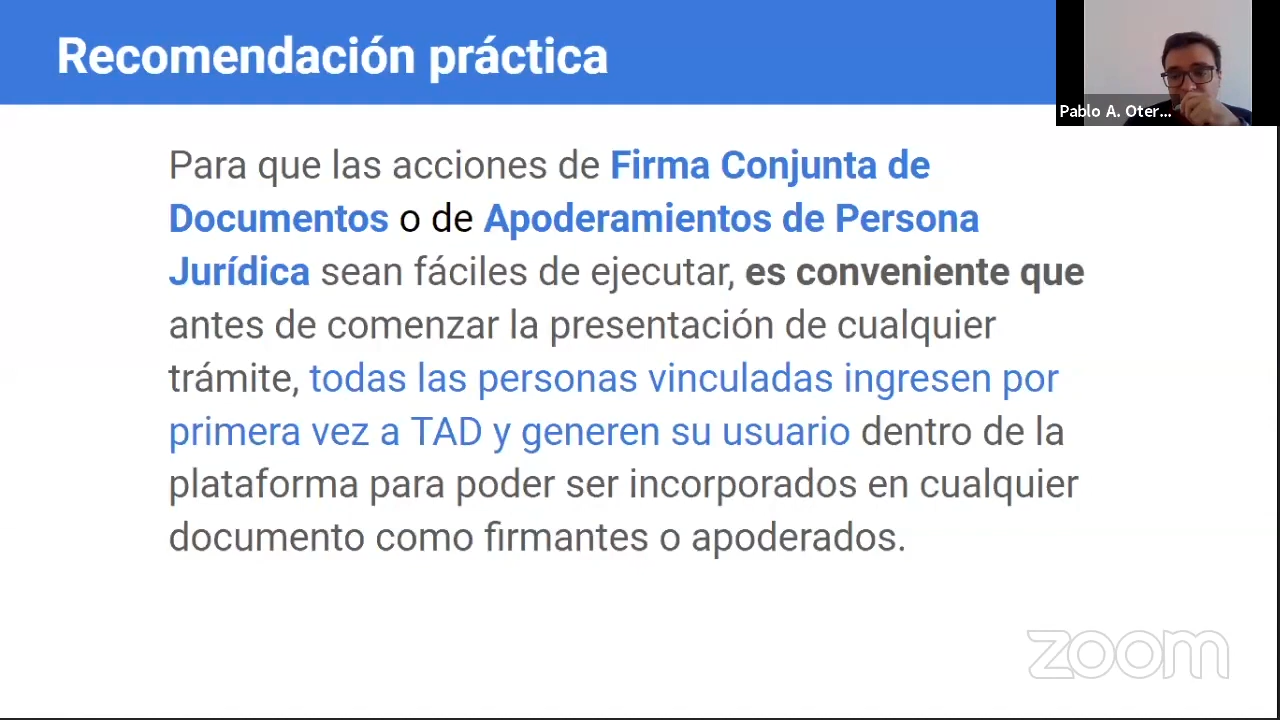 Recomendación práctica
Pablo A. Oter...
Para que las acciones de Firma Conjunta de
Documentos o de Apoderamientos de Persona
Jurídica sean fáciles de ejecutar, es conveniente que
antes de comenzar la presentación de cualquier
trámite, todas las personas vinculadas ingresen por
primera vez a TAD y generen su usuario dentro de la
plataforma para poder ser incorporados en cualquier
documento como firmantes o apoderados.
zoom